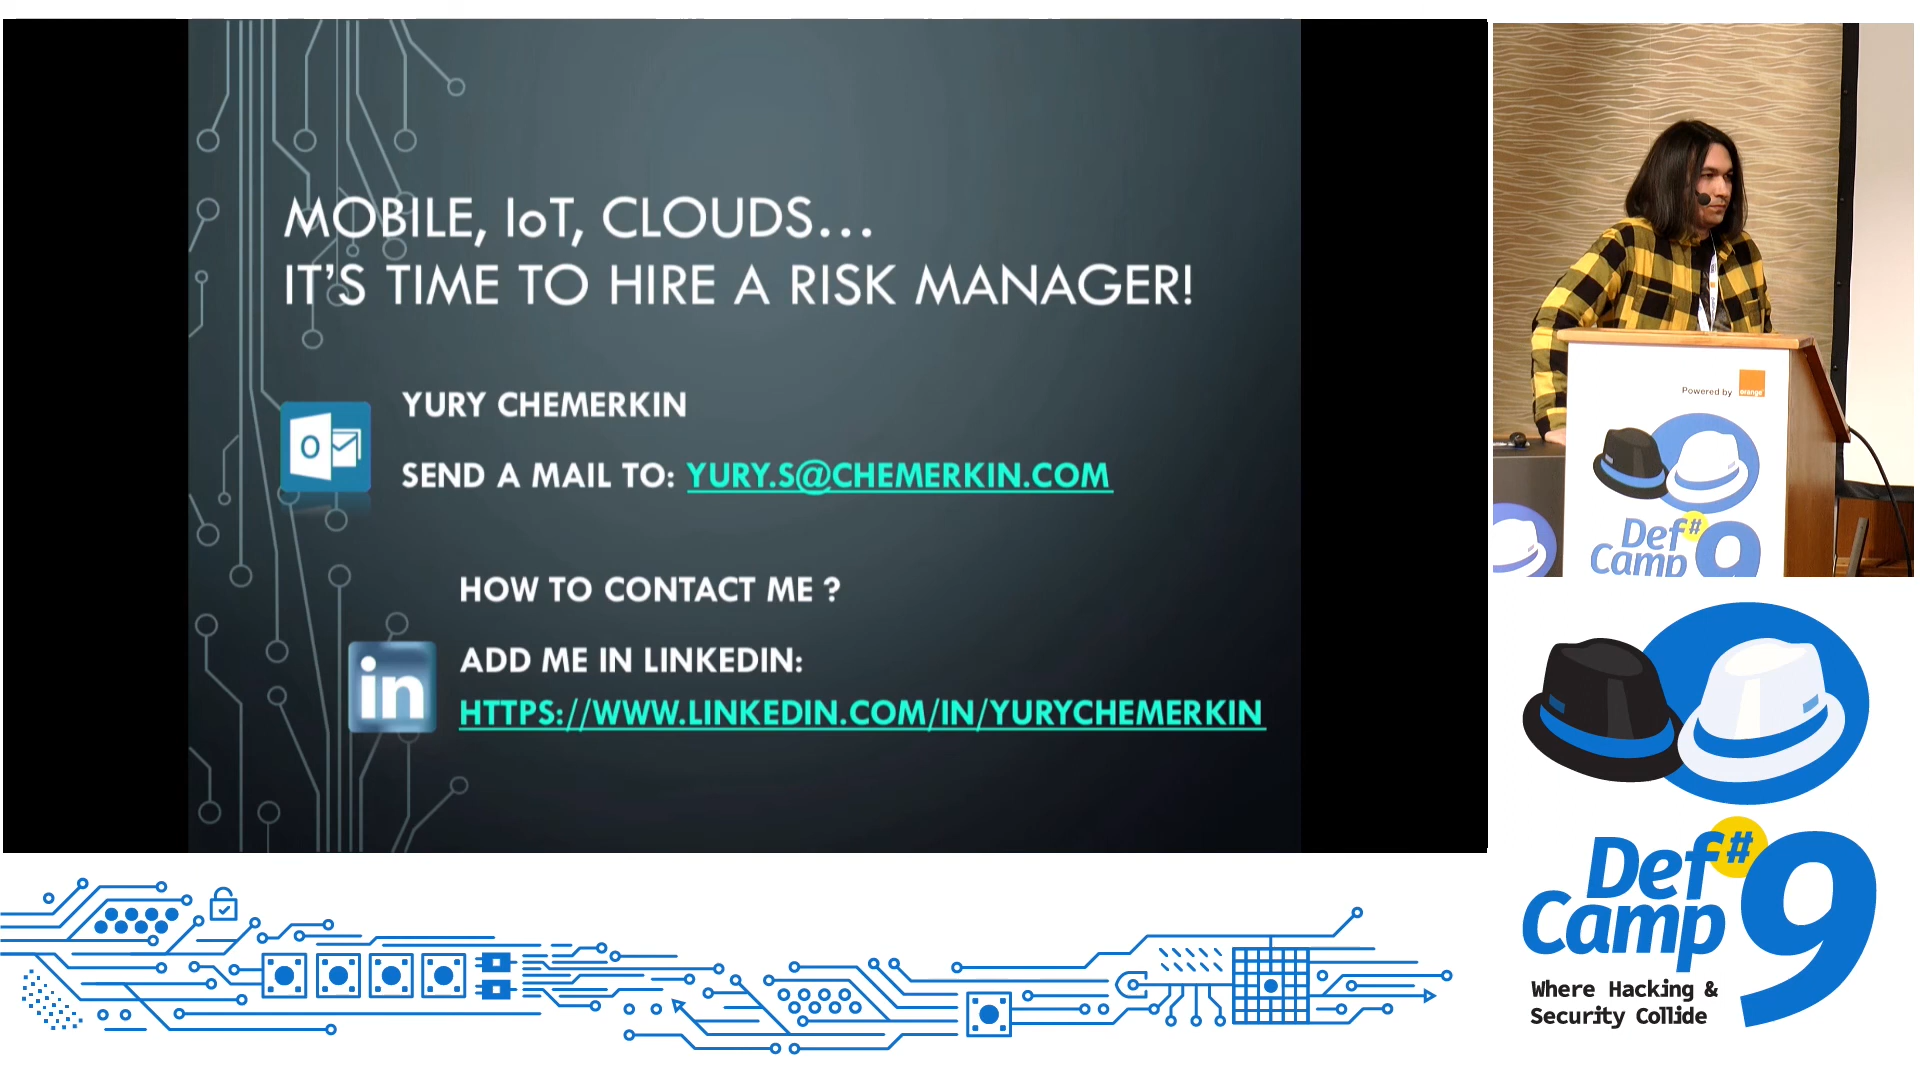 MOBILE, IoT, CLOUDS...
IT'S TIME TO HIRE A RISK MANAGER!
YURY CHEMERKIN
SEND A MAIL TO: YURY.S@CHEMERKIN.COM
HOW TO CONTACT ME ?
ADD ME IN LINKEDIN:
in
HTTPS://WWW.LINKEDIN.COM/IN/YURYCHEMERKIN
O
Powered by
orange
Def#
Camp 9
Def#
Camp 9
Where Hacking &
Security Collide